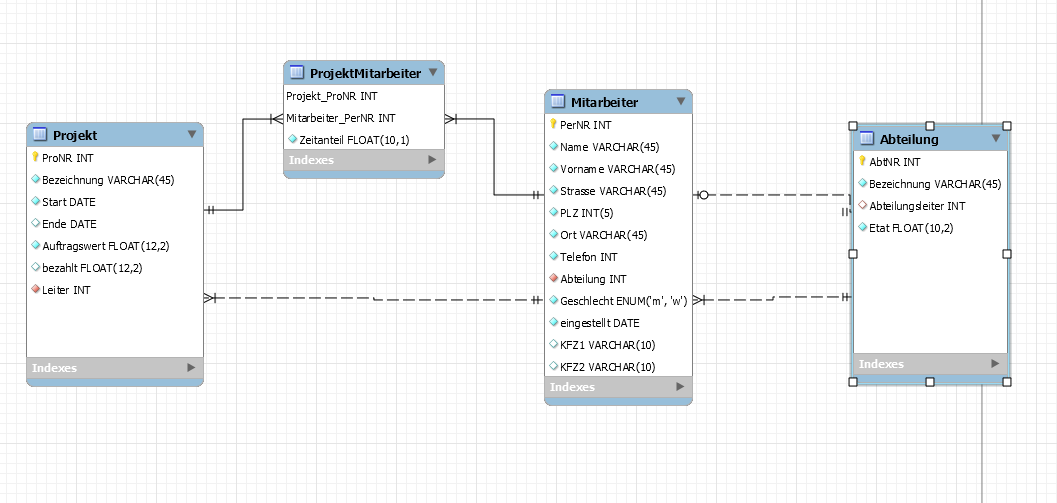 ProjektMitarbeiter
Projekt_ProNR INT
Mitarbeiter_PerNR INT
Zeitanteil FLOAT(10,1)
Indexes
Projekt
ProNR INT
Bezeichnung VARCHAR(45)
Start DATE
Ende DATE
Auftragswert FLOAT(12,2)
bezahlt FLOAT(12,2)
Leiter INT
Indexes
Mitarbeiter
PerNR INT
Name VARCHAR(45)
Vorname VARCHAR(45)
Strasse VARCHAR(45)
PLZ INT(5)
Ort VARCHAR(45)
Telefon INT
Abteilung INT
Geschlecht ENUM('m', 'w')
eingestellt DATE
KFZ1 VARCHAR(10)
KFZ2 VARCHAR(10)
Indexes
Abteilung
AbtNR INT
Bezeichnung VARCHAR(45)
Abteilungsleiter INT
Etat FLOAT(10,2)
Indexes